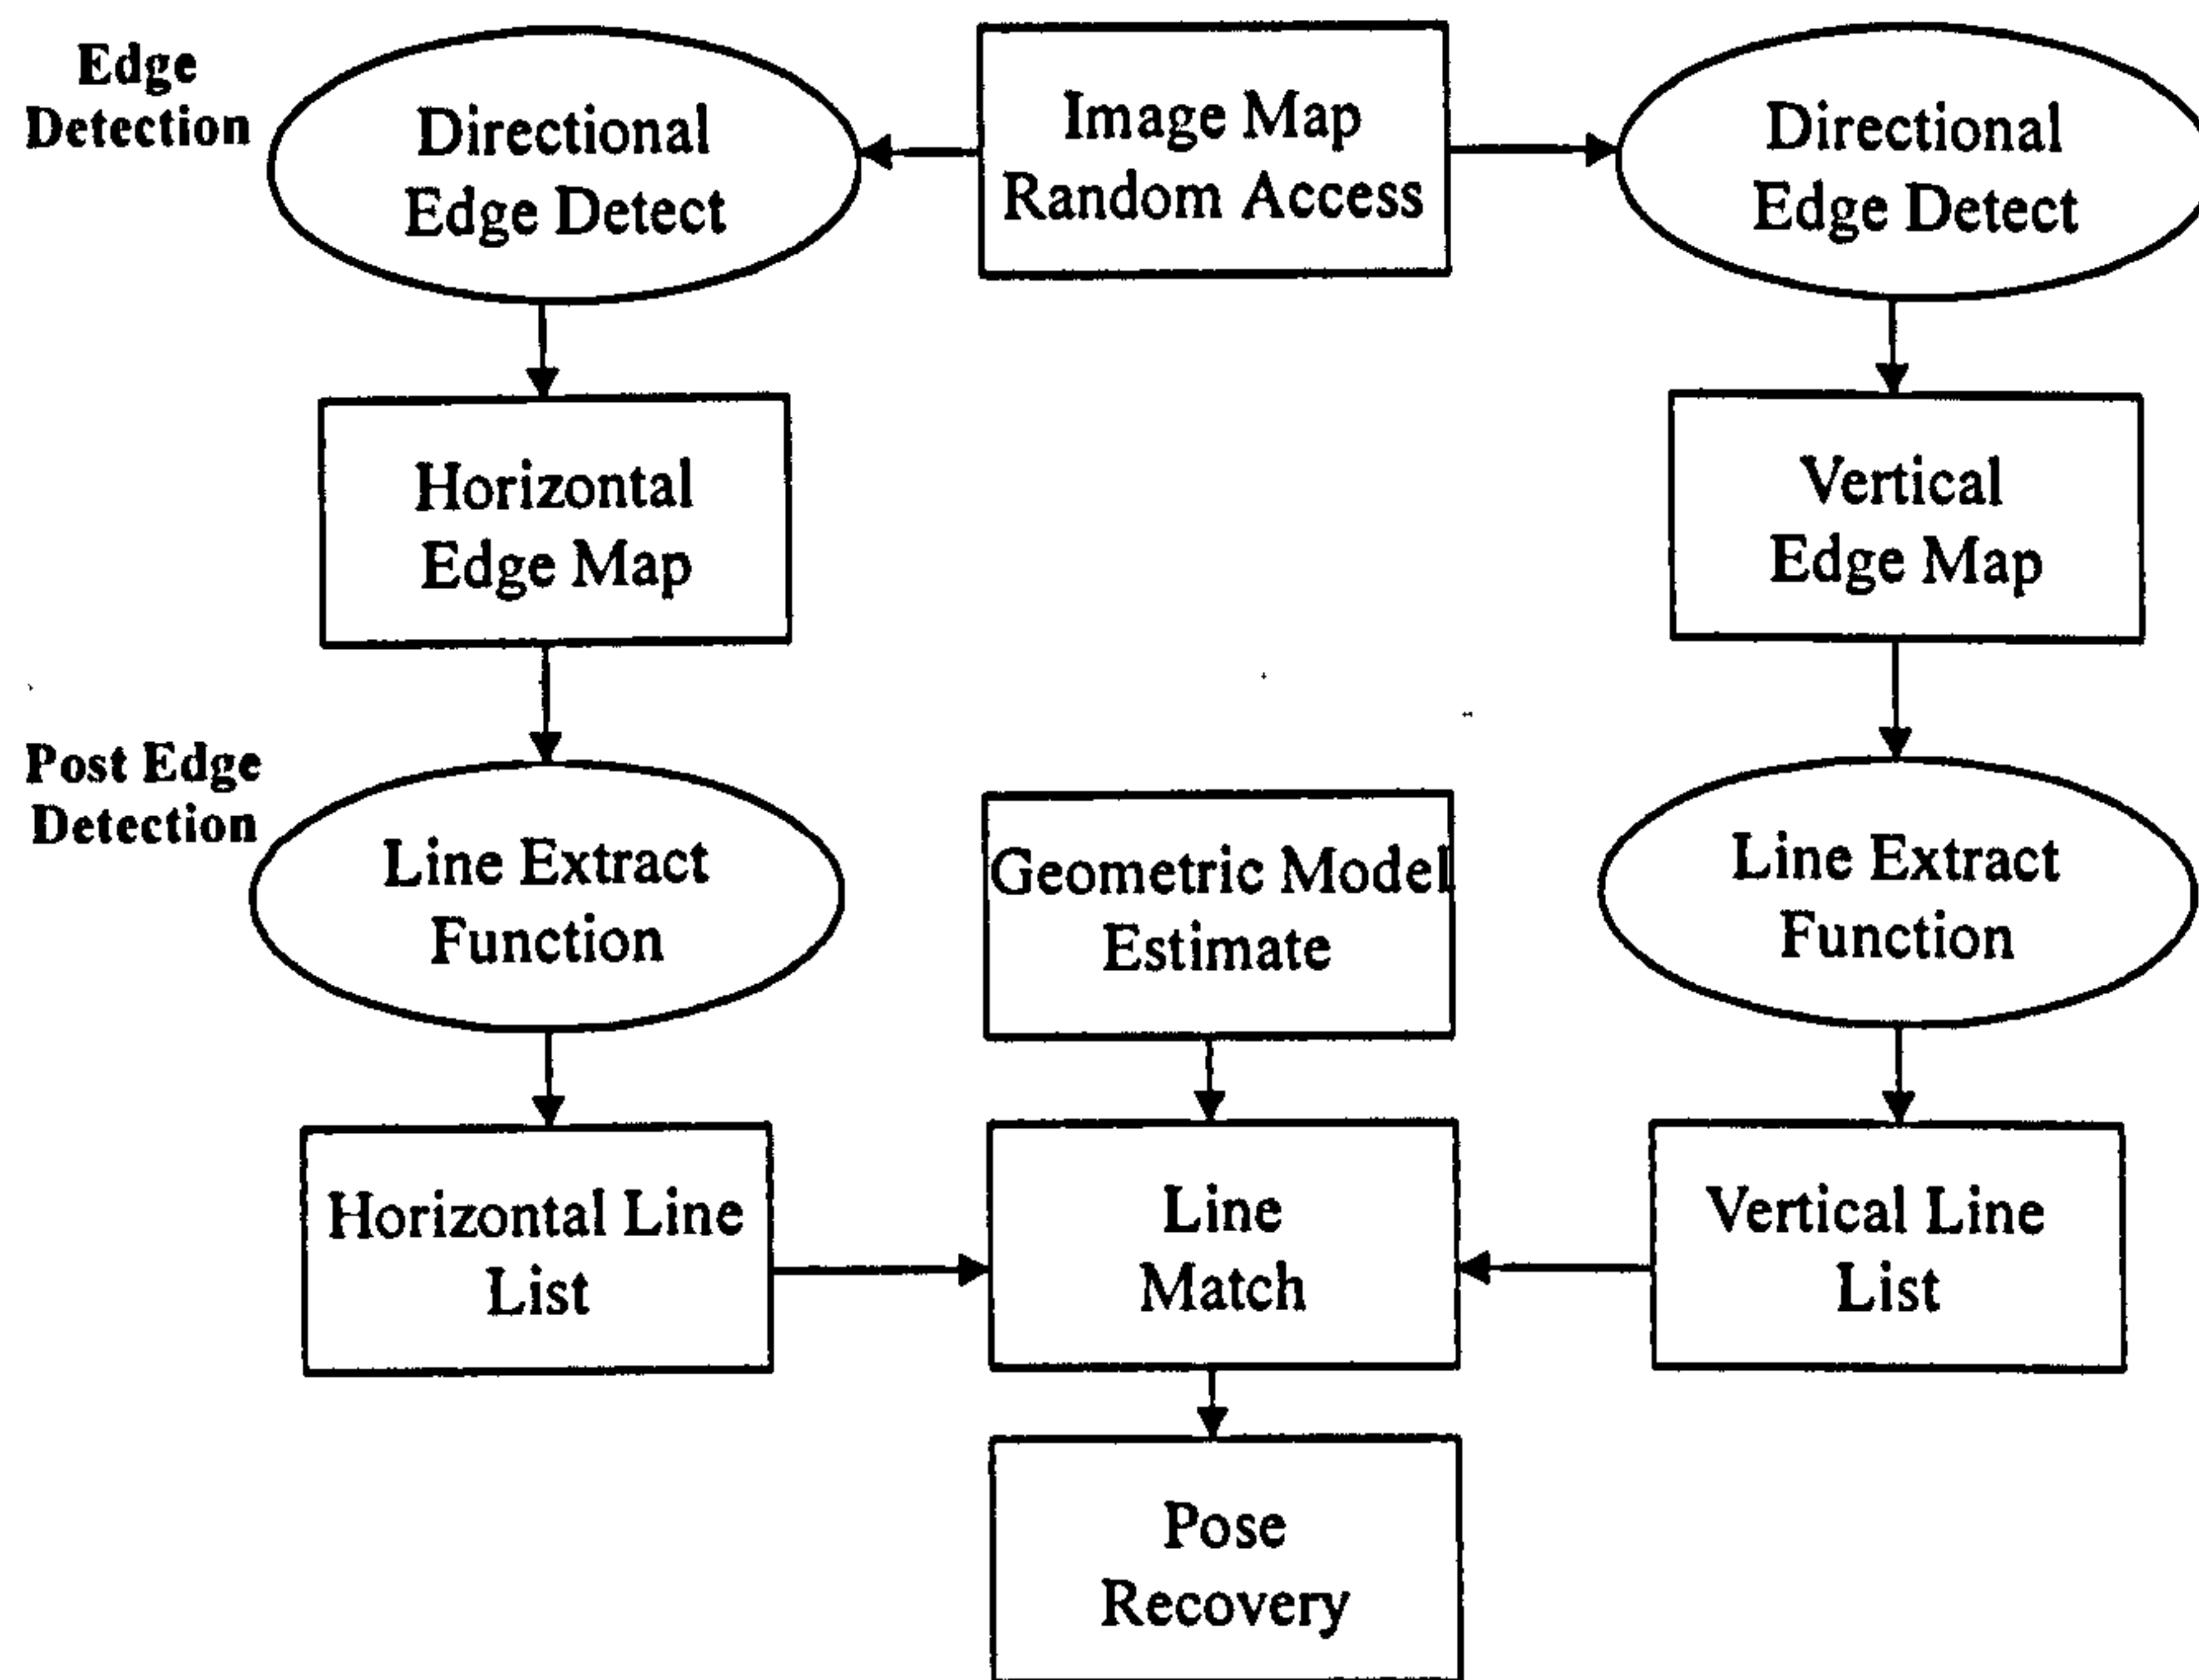 Edge
Detection
Directional
Edge Detect
Image Map
Random Access
Directional
Edge Detect
Horizontal
Edge Map
Vertical
Edge Map
Post Edge
Detection
Line Extract
Function
Geometric Model
Estimate
Line Extract
Function
Horizontal Line
List
Line
Match
Vertical Line
List
Pose
Recovery